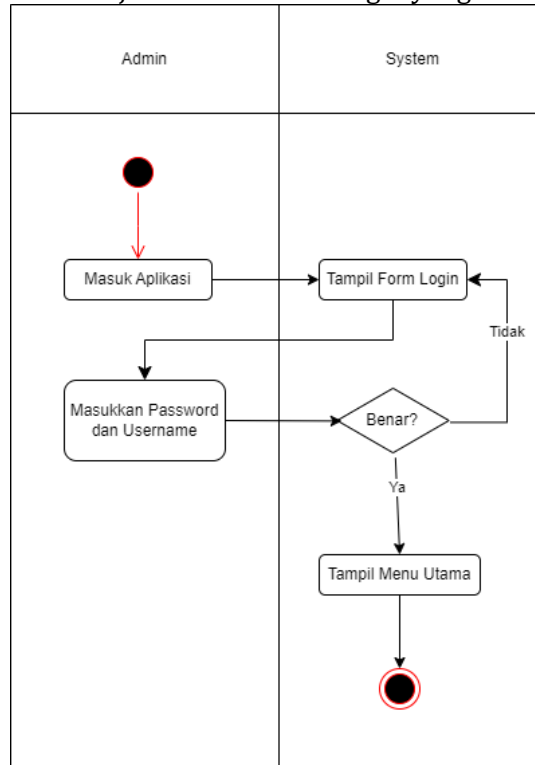 Admin
System
Masuk Aplikasi
Tampil Form Login
Tidak
Masukkan Password
dan Username
Benar?
Ya
Tampil Menu Utama